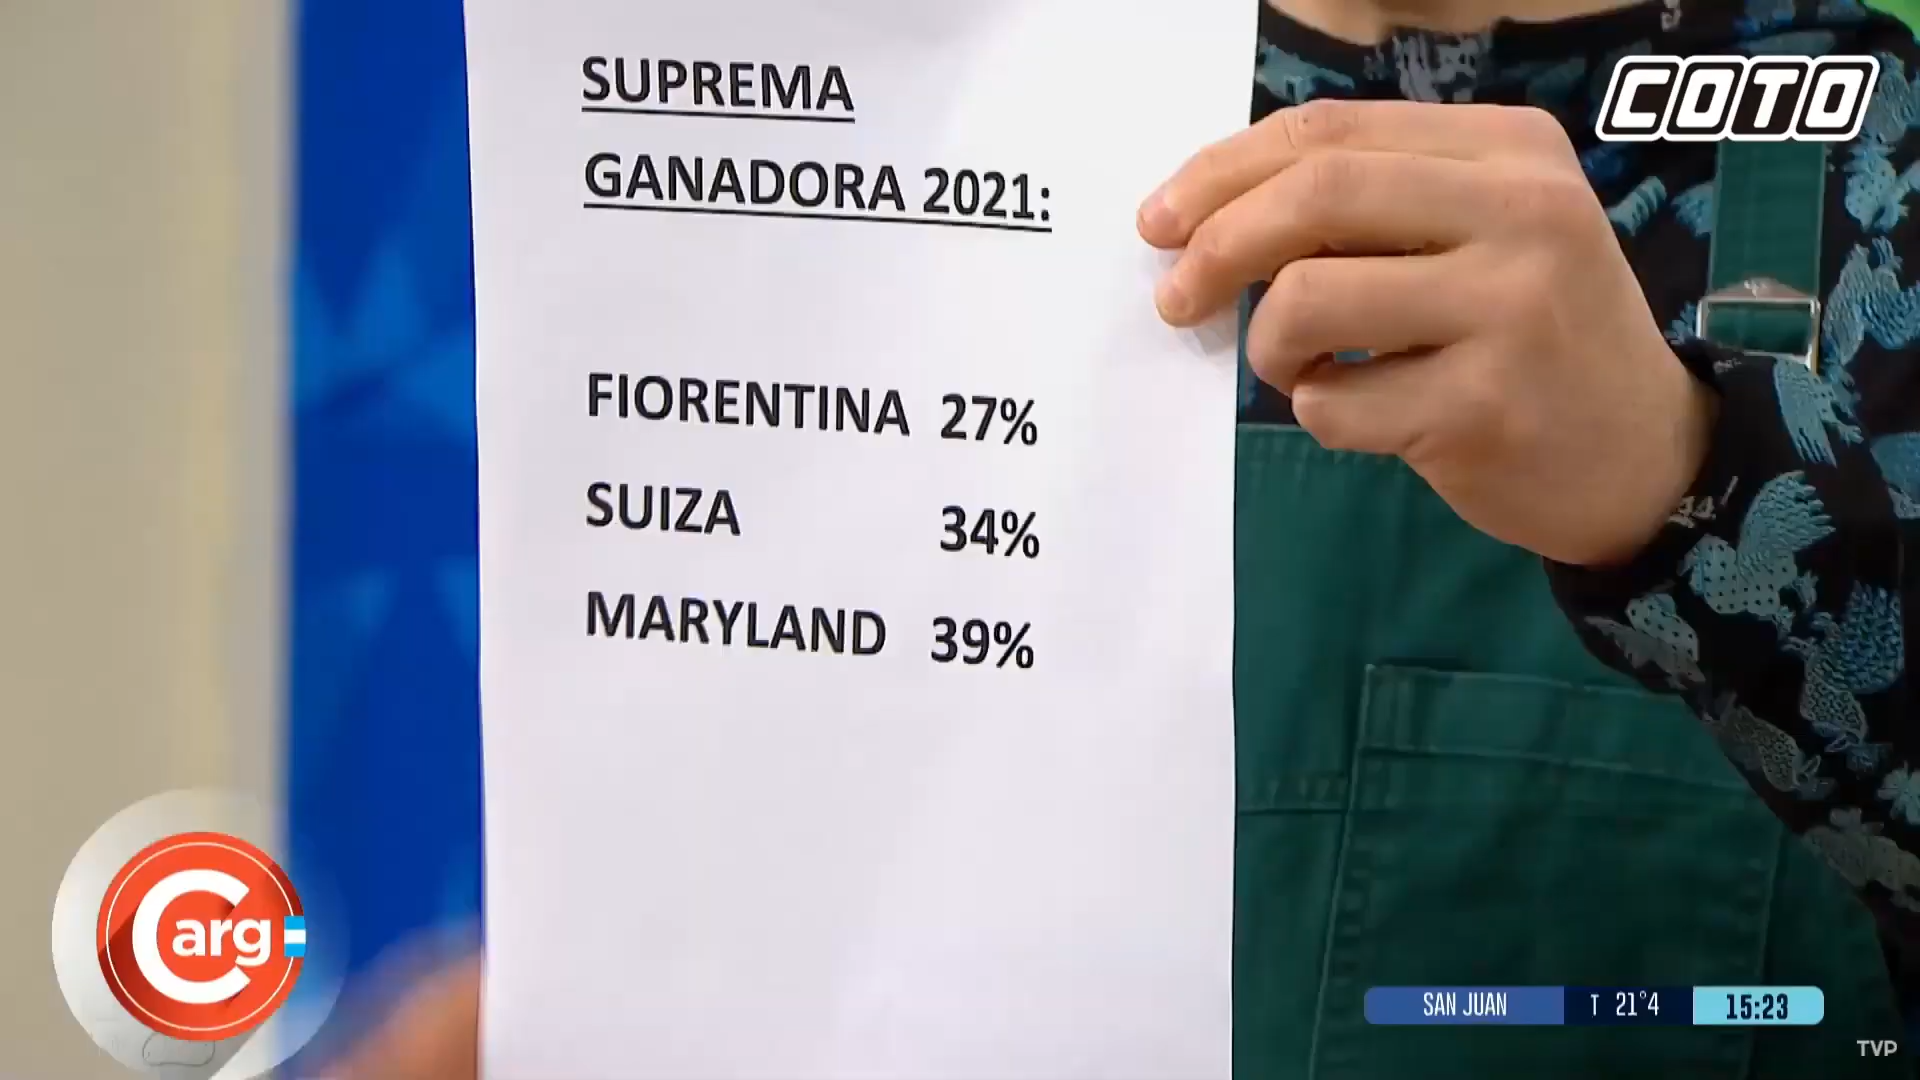 SUPREMA
GANADORA 2021:
FIORENTINA 27%
SUIZA 34%
MARYLAND 39%
COTO
C arg
SAN JUAN T 21°4 15:23
TVP